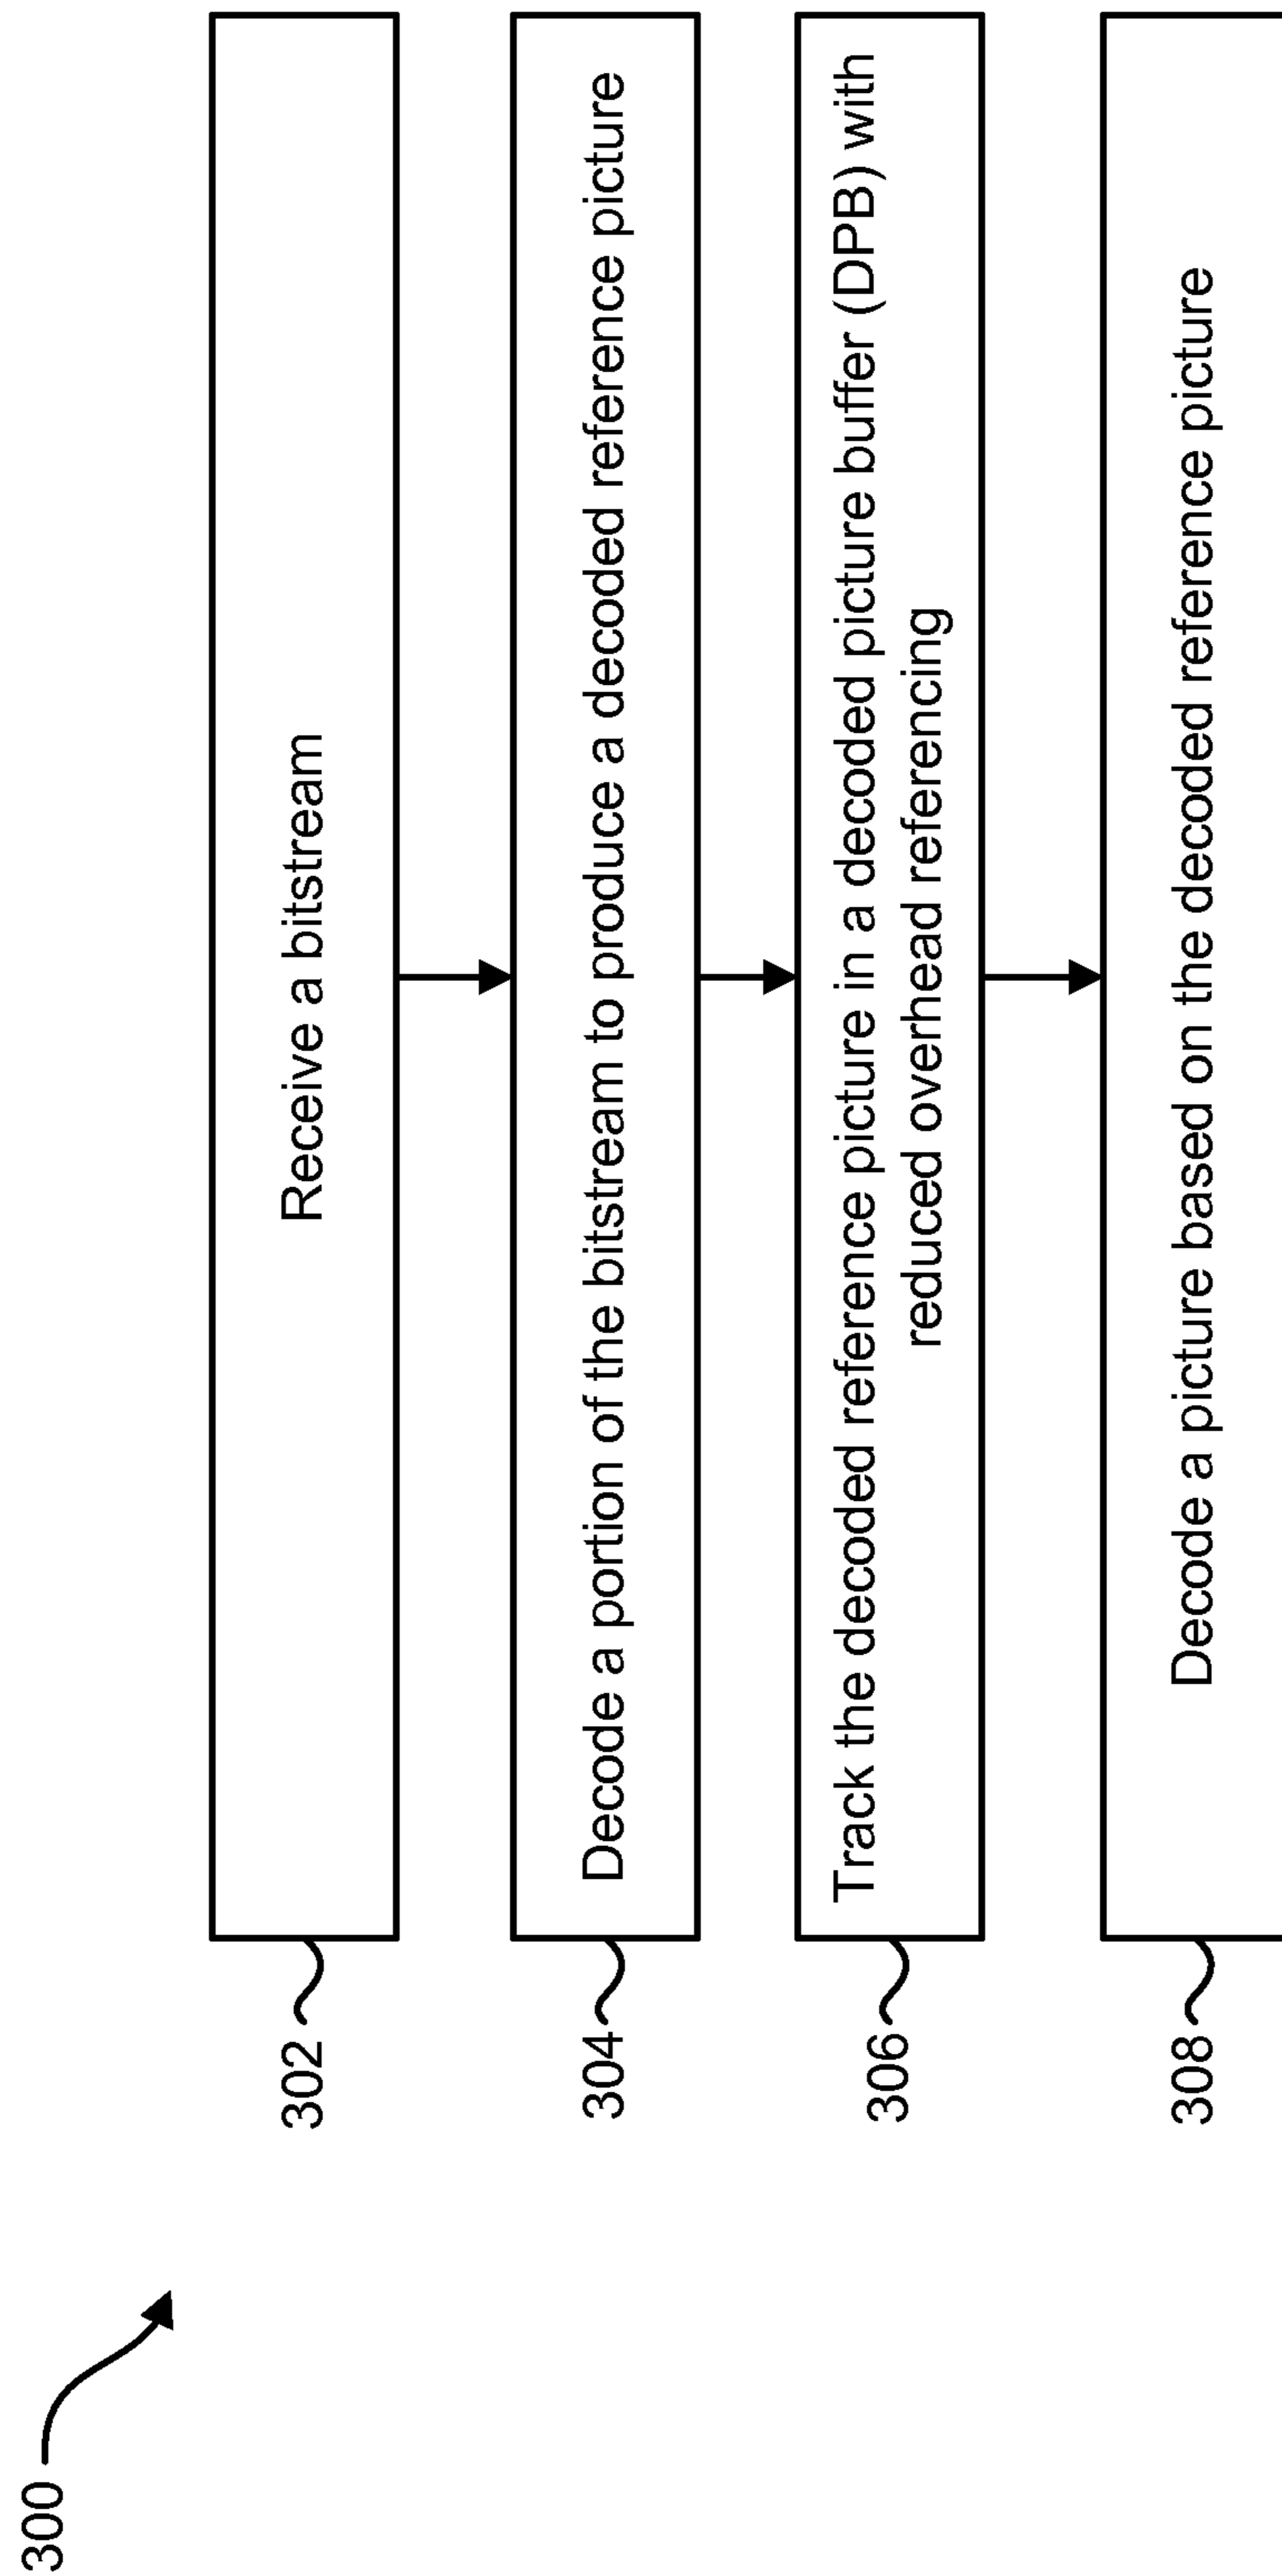 300
302
Receive a bitstream
304
Decode a portion of the bitstream to produce a decoded reference picture
306
Track the decoded reference picture in a decoded picture buffer (DPB) with
reduced overhead referencing
308
Decode a picture based on the decoded reference picture